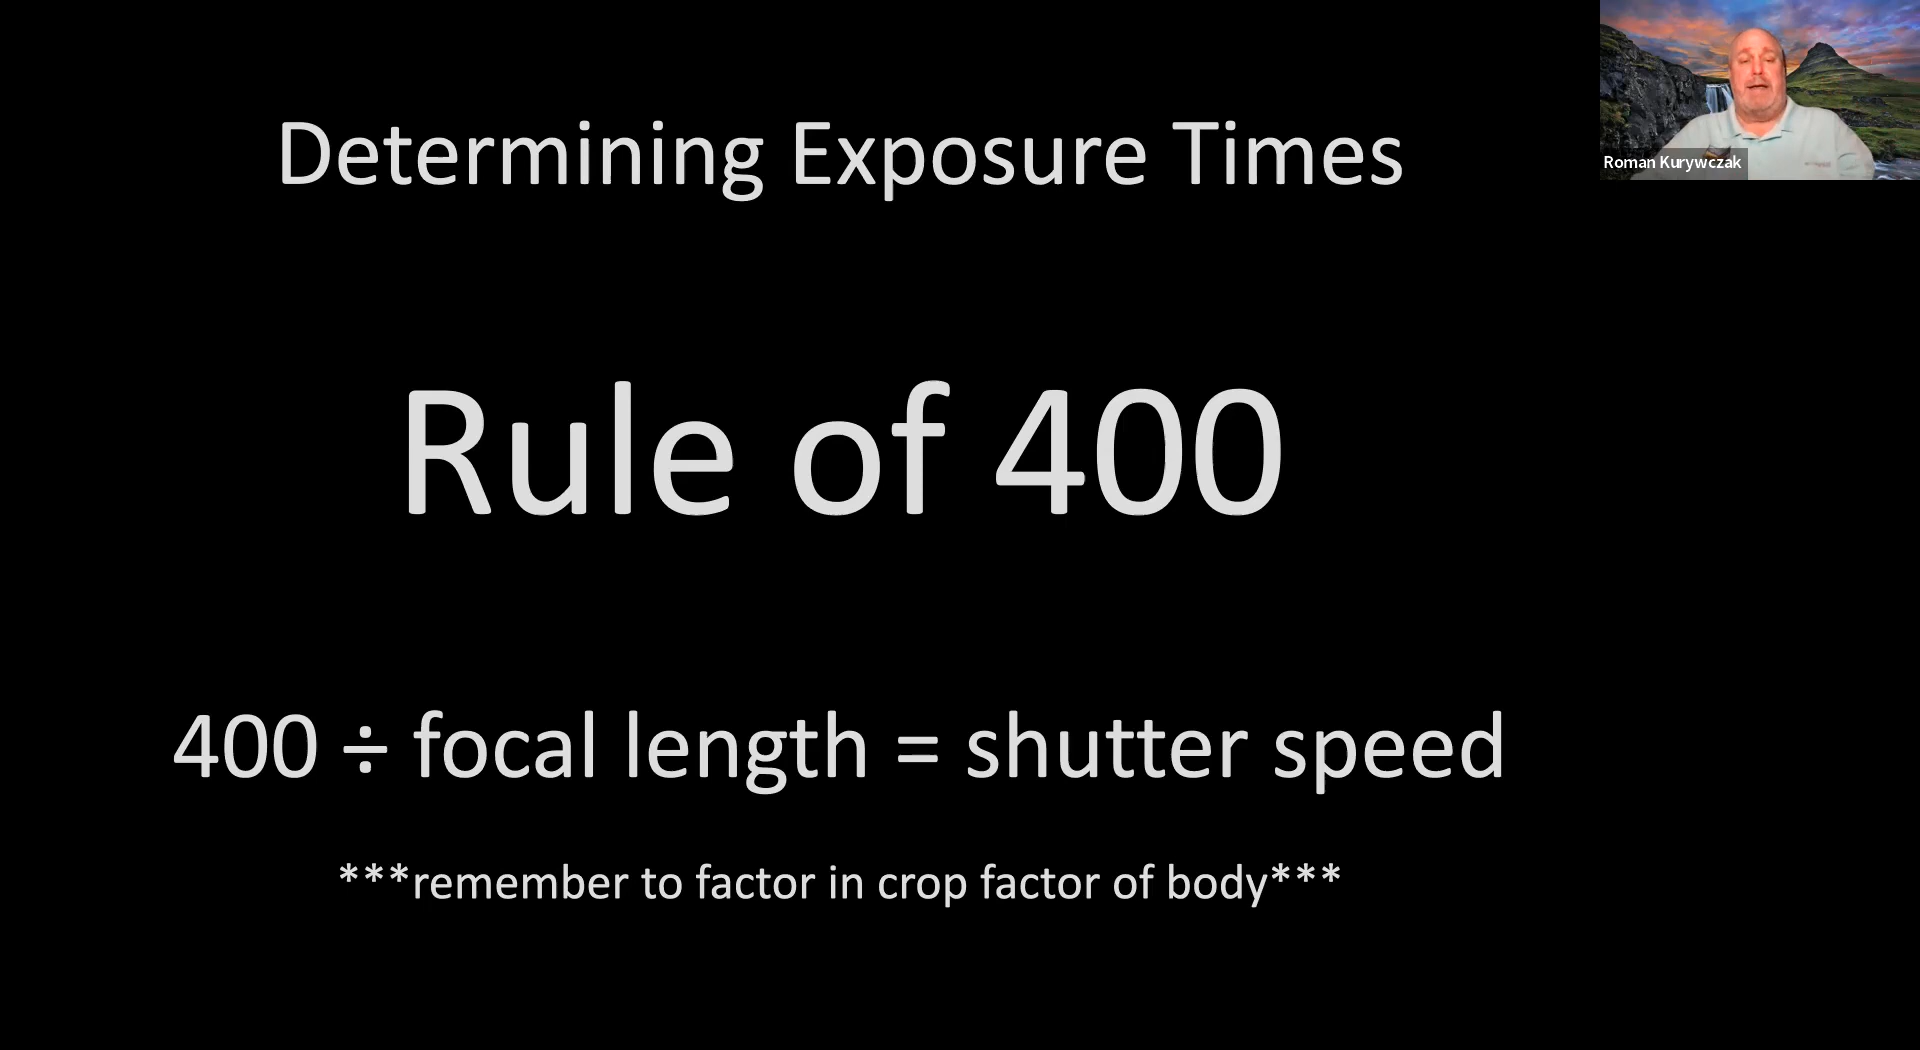 Determining Exposure Times
Roman Kurywczak
Rule of 400
400 ÷ focal length = shutter speed
***remember to factor in crop factor of body***